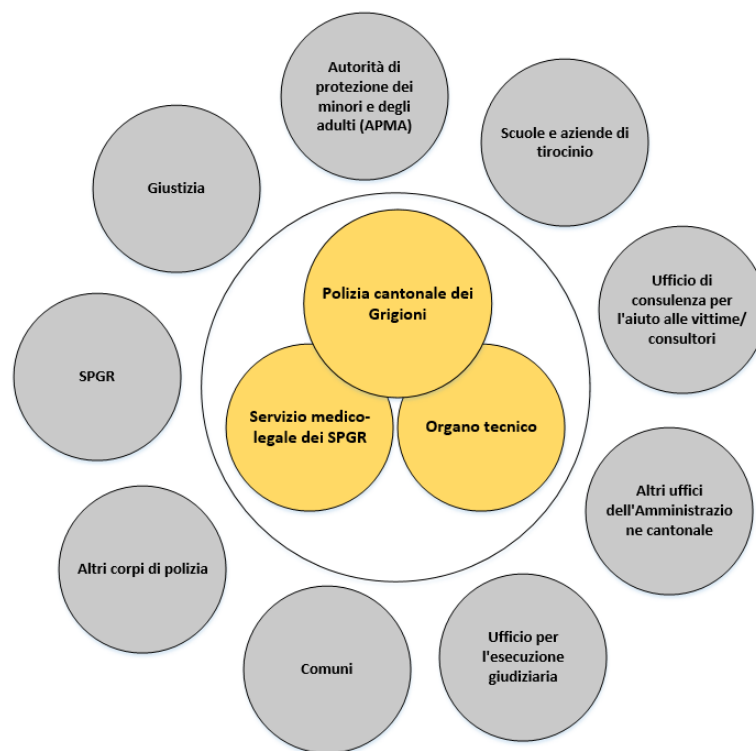 Autorità di
protezione dei
minori e degli
adulti (APMA)
Scuole e aziende di
tirocinio
Giustizia
Ufficio di
consulenza per
l'aiuto alle vittime/
consultori
Polizia cantonale dei
Grigioni
SPGR
Servizio medico-
legale dei SPGR
Organo tecnico
Altri uffici
dell'Amministrazio
ne cantonale
Altri corpi di polizia
Ufficio per
l'esecuzione
giudiziaria
Comuni